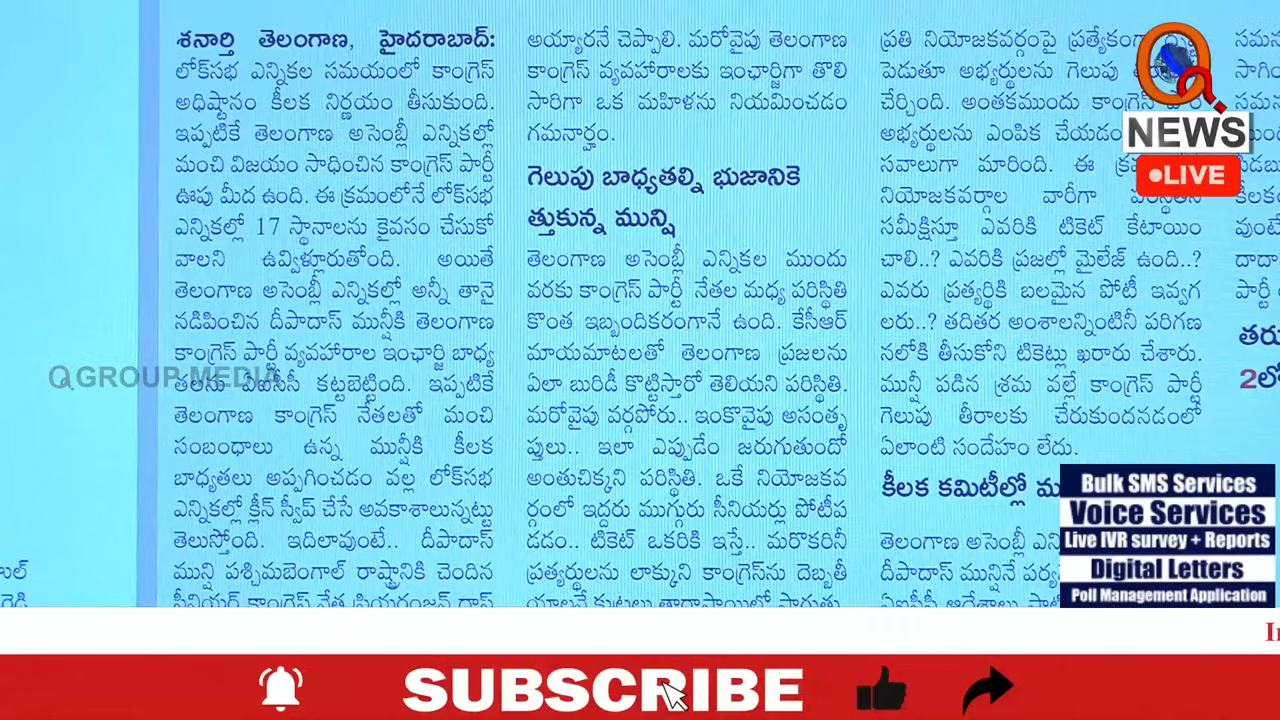 శనార్తి తెలంగాణ, హైదరాబాద్:
లోక్‌సభ ఎన్నికల సమయంలో కాంగ్రెస్
అధిష్టానం కీలక నిర్ణయం తీసుకుంది.
ఇప్పటికే తెలంగాణ అసెంబ్లీ ఎన్నికల్లో
మంచి విజయం సాధించిన కాంగ్రెస్ పార్టీ
ఊపు మీద ఉంది. ఈ క్రమంలోనే లోక్‌సభ
ఎన్నికల్లో 17 స్థానాలను కైవసం చేసుకో
వాలని ఉవ్విళ్లూరుతోంది. అయితే
తెలంగాణ అసెంబ్లీ ఎన్నికల్లో అన్నీ తానై
నడిపించిన దీపాదాస్ మున్షీకి తెలంగాణ
కాంగ్రెస్ పార్టీ వ్యవహారాల ఇంఛార్జి బాధ్య
తలను ఏఐసీసీ కట్టబెట్టింది. ఇప్పటికే
తెలంగాణ కాంగ్రెస్ నేతలతో మంచి
సంబంధాలు ఉన్న మున్షీకి కీలక
బాధ్యతలు అప్పగించడం వల్ల లోక్‌సభ
ఎన్నికల్లో క్లీన్ స్వీప్ చేసే అవకాశాలున్నట్టు
తెలుస్తోంది. ఇదిలావుంటే.. దీపాదాస్
మున్షి పశ్చిమబెంగాల్ రాష్ట్రానికి చెందిన
సీనియర్ కాంగ్రెస్ నేత ప్రియరంజన్ దాస్
అయ్యారనే చెప్పాలి. మరోవైపు తెలంగాణ
కాంగ్రెస్ వ్యవహారాలకు ఇంఛార్జిగా తొలి
సారిగా ఒక మహిళను నియమించడం
గమనార్హం.
గెలుపు బాధ్యతల్ని భుజానికె
త్తుకున్న మున్షి
తెలంగాణ అసెంబ్లీ ఎన్నికల ముందు
వరకు కాంగ్రెస్ పార్టీ నేతల మధ్య పరిస్థితి
కొంత ఇబ్బందికరంగానే ఉంది. కేసీఆర్
మాయమాటలతో తెలంగాణ ప్రజలను
ఏలా బురిడీ కొట్టిస్తారో తెలియని పరిస్థితి.
మరోవైపు వర్గపోరు.. ఇంకొవైపు అసంతృ
ప్తులు.. ఇలా ఎప్పుడేం జరుగుతుందో
అంతుచిక్కని పరిస్థితి. ఒకే నియోజకవ
ర్గంలో ఇద్దరు ముగ్గురు సీనియర్లు పోటీప
డడం.. టికెట్ ఒకరికి ఇస్తే.. మరొకరినీ
ప్రత్యర్థులను లాక్కుని కాంగ్రెస్‌ను దెబ్బతీ
ప్రతి నియోజకవర్గంపై ప్రత్యేకంగా
పెడుతూ అభ్యర్థులను గెలుపు
చేర్చింది. అంతకముందు కాంగ్రెస్
అభ్యర్థులను ఎంపిక చేయడం
సవాలుగా మారింది. ఈ
నియోజకవర్గాల వారీగా
సమీక్షిస్తూ ఎవరికి టికెట్ కేటాయిం
చాలి..? ఎవరికి ప్రజల్లో మైలేజ్ ఉంది..?
ఎవరు ప్రత్యర్థికి బలమైన పోటీ ఇవ్వగ
లరు..? తదితర అంశాలన్నింటినీ పరిగణ
నలోకి తీసుకోని టికెట్లు ఖరారు చేశారు.
మున్షీ పడిన శ్రమ వల్లే కాంగ్రెస్ పార్టీ
గెలుపు తీరాలకు చేరుకుందనడంలో
ఏలాంటి సందేహం లేదు.
కీలక కమిటీల్లో
తెలంగాణ అసెంబ్లీ
దీపాదాస్ మున్షినే
Q GROUP MEDIA
Q
NEWS
LIVE
Bulk SMS Services
Voice Services
Live IVR survey + Reports
Digital Letters
Poll Management Application
SUBSCRIBE